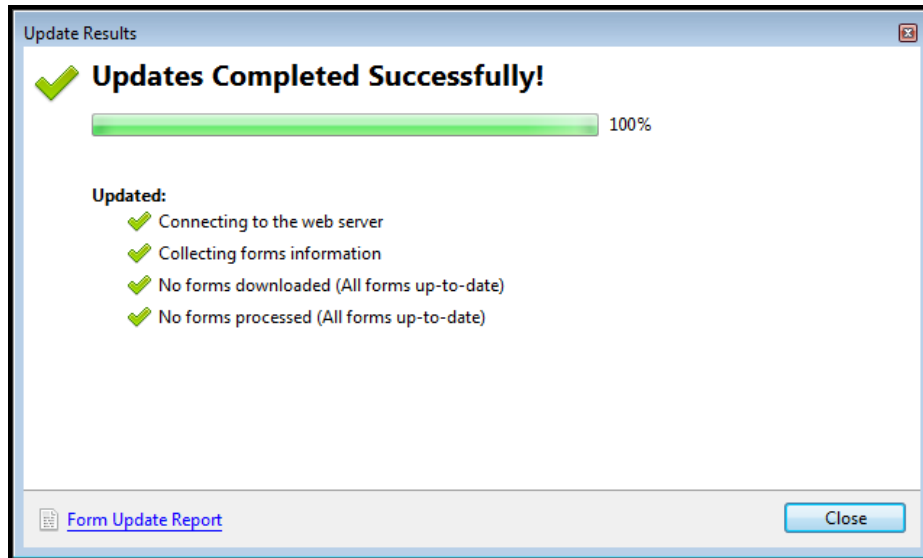 Update Results
Updates Completed Successfully!
100%
Updated:
Connecting to the web server
Collecting forms information
No forms downloaded (All forms up-to-date)
No forms processed (All forms up-to-date)
Form Update Report
Close